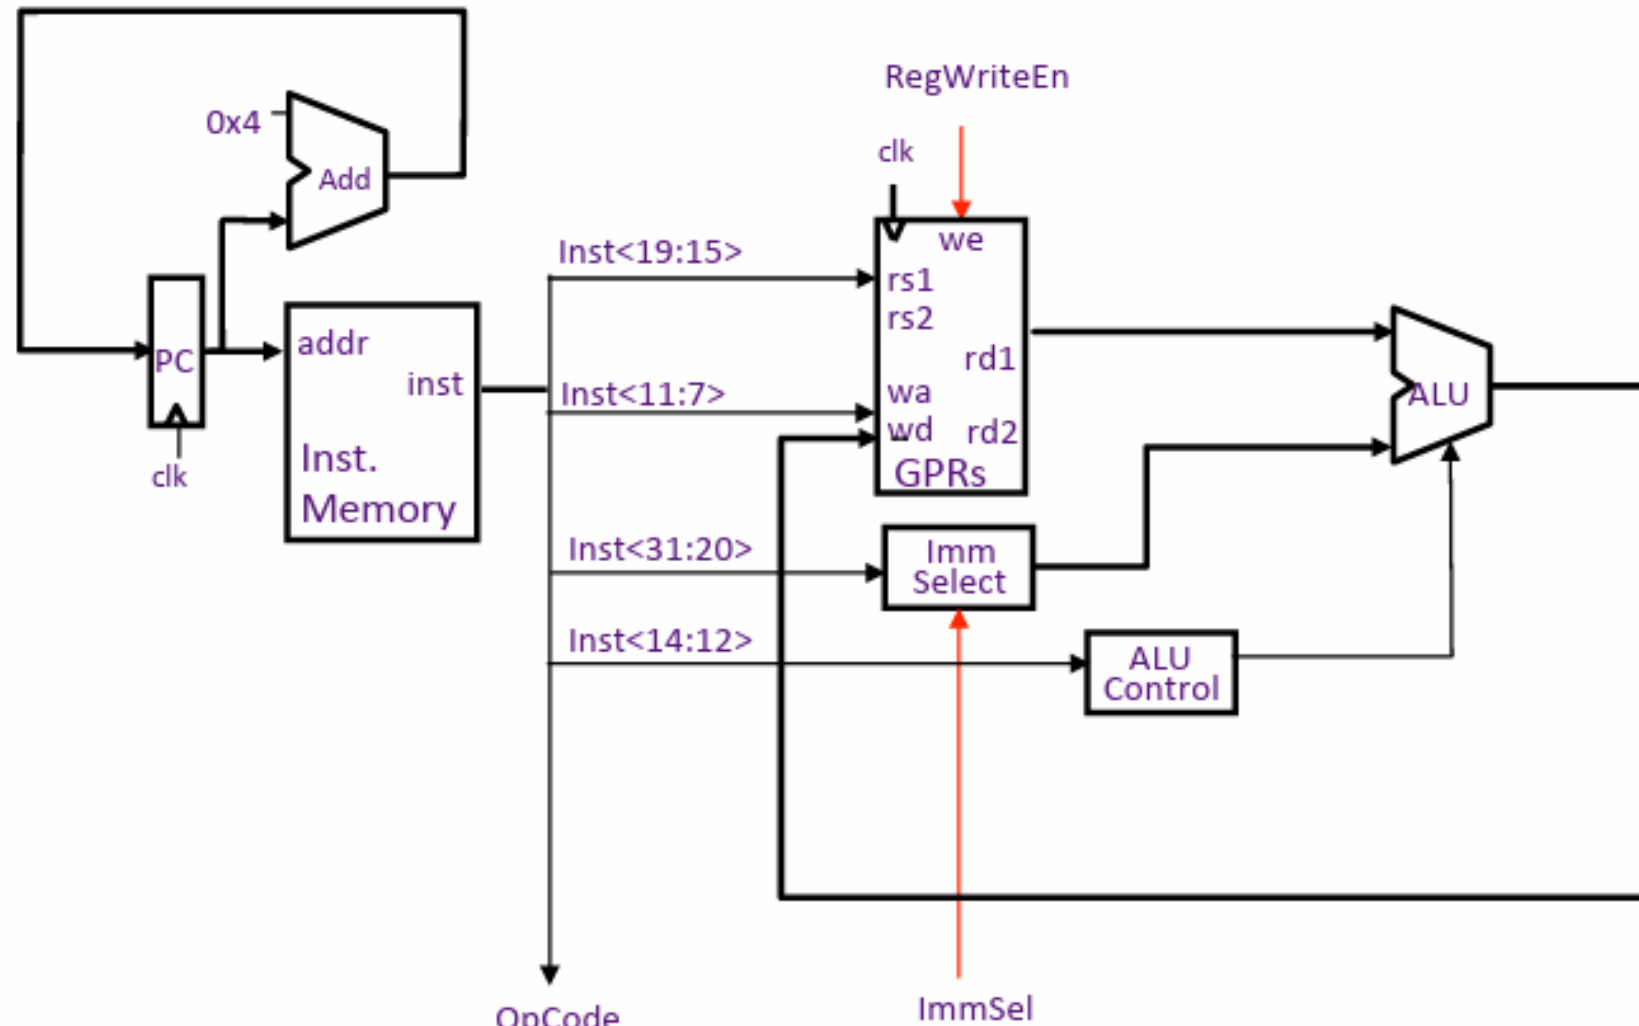 RegWriteEn
0x4
clk
Add
we
Inst<19:15>
rs1
rs2
addr
PC
rd1
inst
Inst<11:7>
wa
ALU
wd
rd2
GPRs
Inst.
Memory
clk
Inst<31:20>
Imm
Select
Inst<14:12>
ALU
Control
OpCode
ImmSel